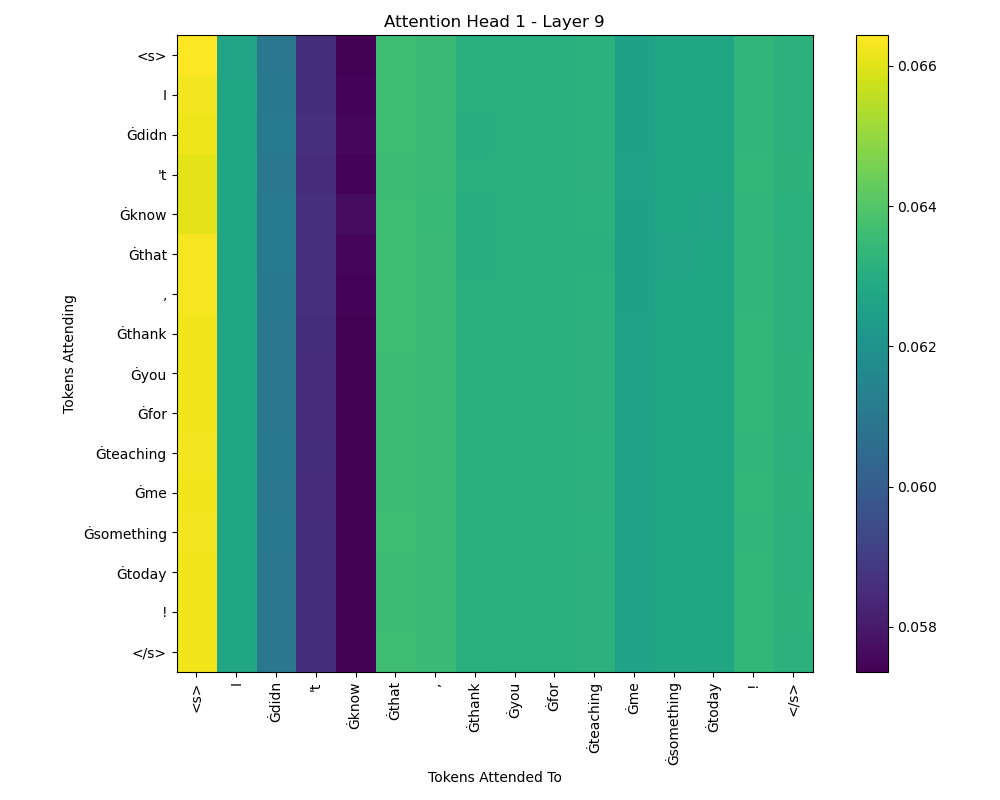 Attention Head 1 - Layer 9
Tokens Attending
<s>
I
Ġdidn
't
Ġknow
Ġthat
,
Ġthank
Ġyou
Ġfor
Ġteaching
Ġme
Ġsomething
Ġtoday
!
</s>
<s>
I
Ġdidn
't
Ġknow
Ġthat
,
Ġthank
Ġyou
Ġfor
Ġteaching
Ġme
Ġsomething
Ġtoday
!
</s>
Tokens Attended To
0.066
0.064
0.062
0.060
0.058